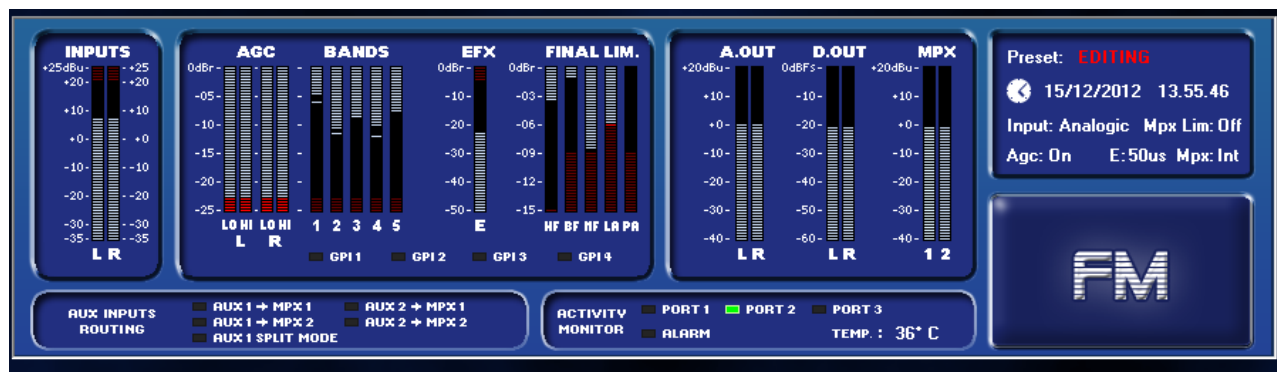 INPUTS
+25dBu- -+25
+20- -+20
+10- -+10
+0- -+0
-10- -10
-20- -20
-30- -30
-35- -35
L R
AGC BANDS EFX FINAL LIM.
0dBr- 0dBr- 0dBr-
-05- -10- -03-
-10- -20- -06-
-15- -30- -09-
-20- -40- -12-
-25- -50- -15-
LO HI LO HI 1 2 3 4 5 E HF BF MF LA PA
L R
GPI 1 GPI 2 GPI 3 GPI 4
A.OUT D.OUT MPX
+20dBu- 0dBFs- +20dBu-
+10- -10- +10-
+0- -20- +0-
-10- -30- -10-
-20- -40- -20-
-30- -50- -30-
-40- -60- -40-
L R L R 1 2
Preset: EDITING
15/12/2012 13.55.46
Input: Analogic Mpx Lim: Off
Agc: On E: 50us Mpx: Int
FM
AUX INPUTS
ROUTING
AUX 1 → MPX 1 AUX 2 → MPX 1
AUX 1 → MPX 2 AUX 2 → MPX 2
AUX 1 SPLIT MODE
ACTIVITY
MONITOR
PORT 1 PORT 2 PORT 3
ALARM TEMP. : 36° C